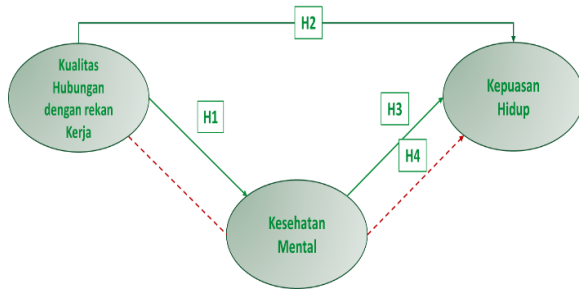 H2
Kualitas
Hubungan
dengan rekan
Kerja
H1
H3
H4
Kepuasan
Hidup
Kesehatan
Mental